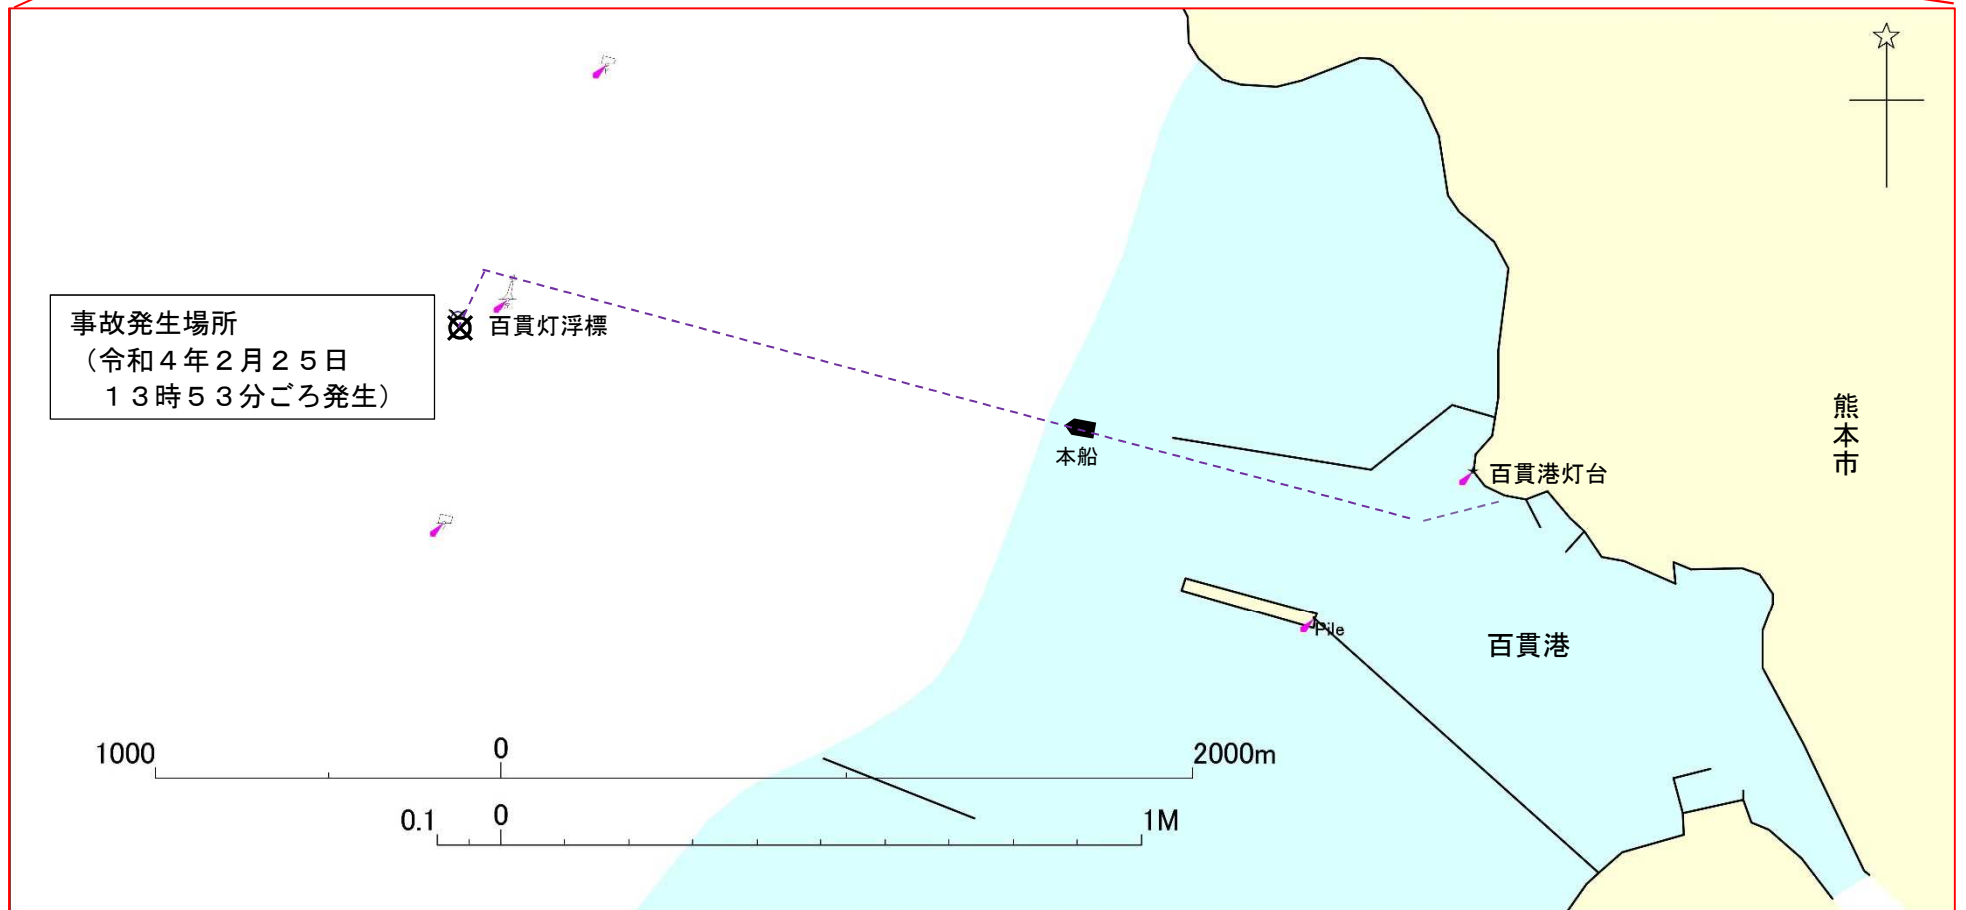 事故発生場所
（令和４年２月２５日
１３時５３分ごろ発生）
百貫灯浮標
本船
百貫港灯台
熊本市
Pile
百貫港
1000 0 2000m
0.1 0 1M